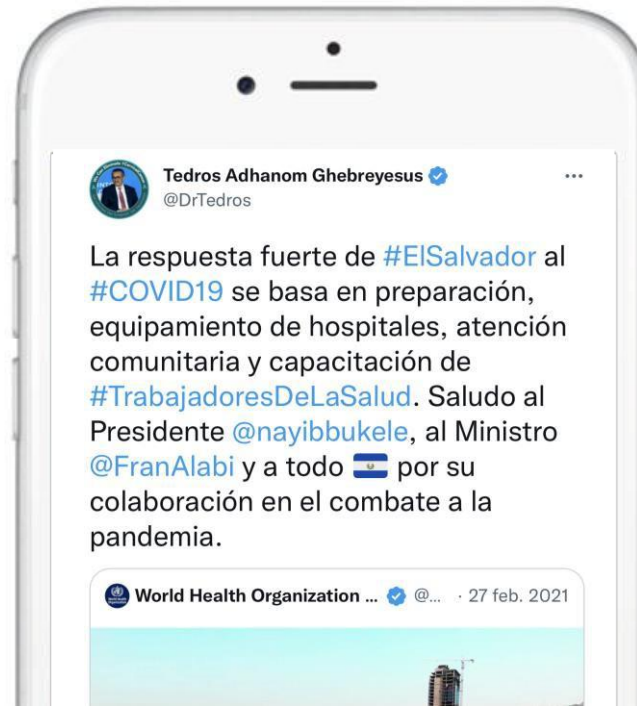 Tedros Adhanom Ghebreyesus
@DrTedros
La respuesta fuerte de #ElSalvador al
#COVID19 se basa en preparación,
equipamiento de hospitales, atención
comunitaria y capacitación de
#TrabajadoresDeLaSalud. Saludo al
Presidente @nayibbukele, al Ministro
@FranAlabi y a todo 🇸🇻 por su
colaboración en el combate a la
pandemia.
World Health Organization ... @... · 27 feb. 2021